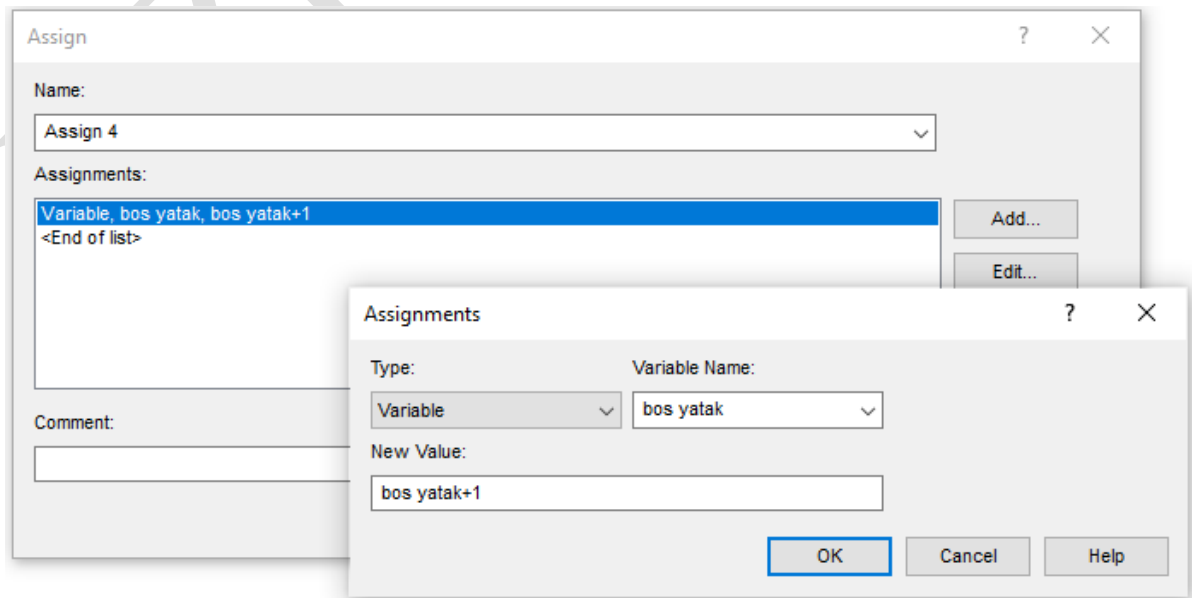 Assign
?
Name:
Assign 4
Assignments:
Variable, bos yatak, bos yatak+1
<End of list>
Add...
Edit...
Comment:
Assignments
?
Type:
Variable Name:
Variable
bos yatak
New Value:
bos yatak+1
OK
Cancel
Help